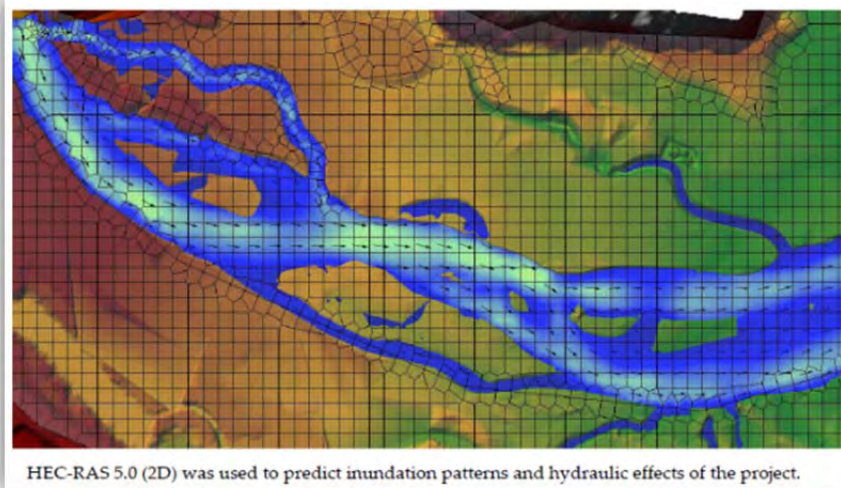 HEC-RAS 5.0 (2D) was used to predict inundation patterns and hydraulic effects of the project.